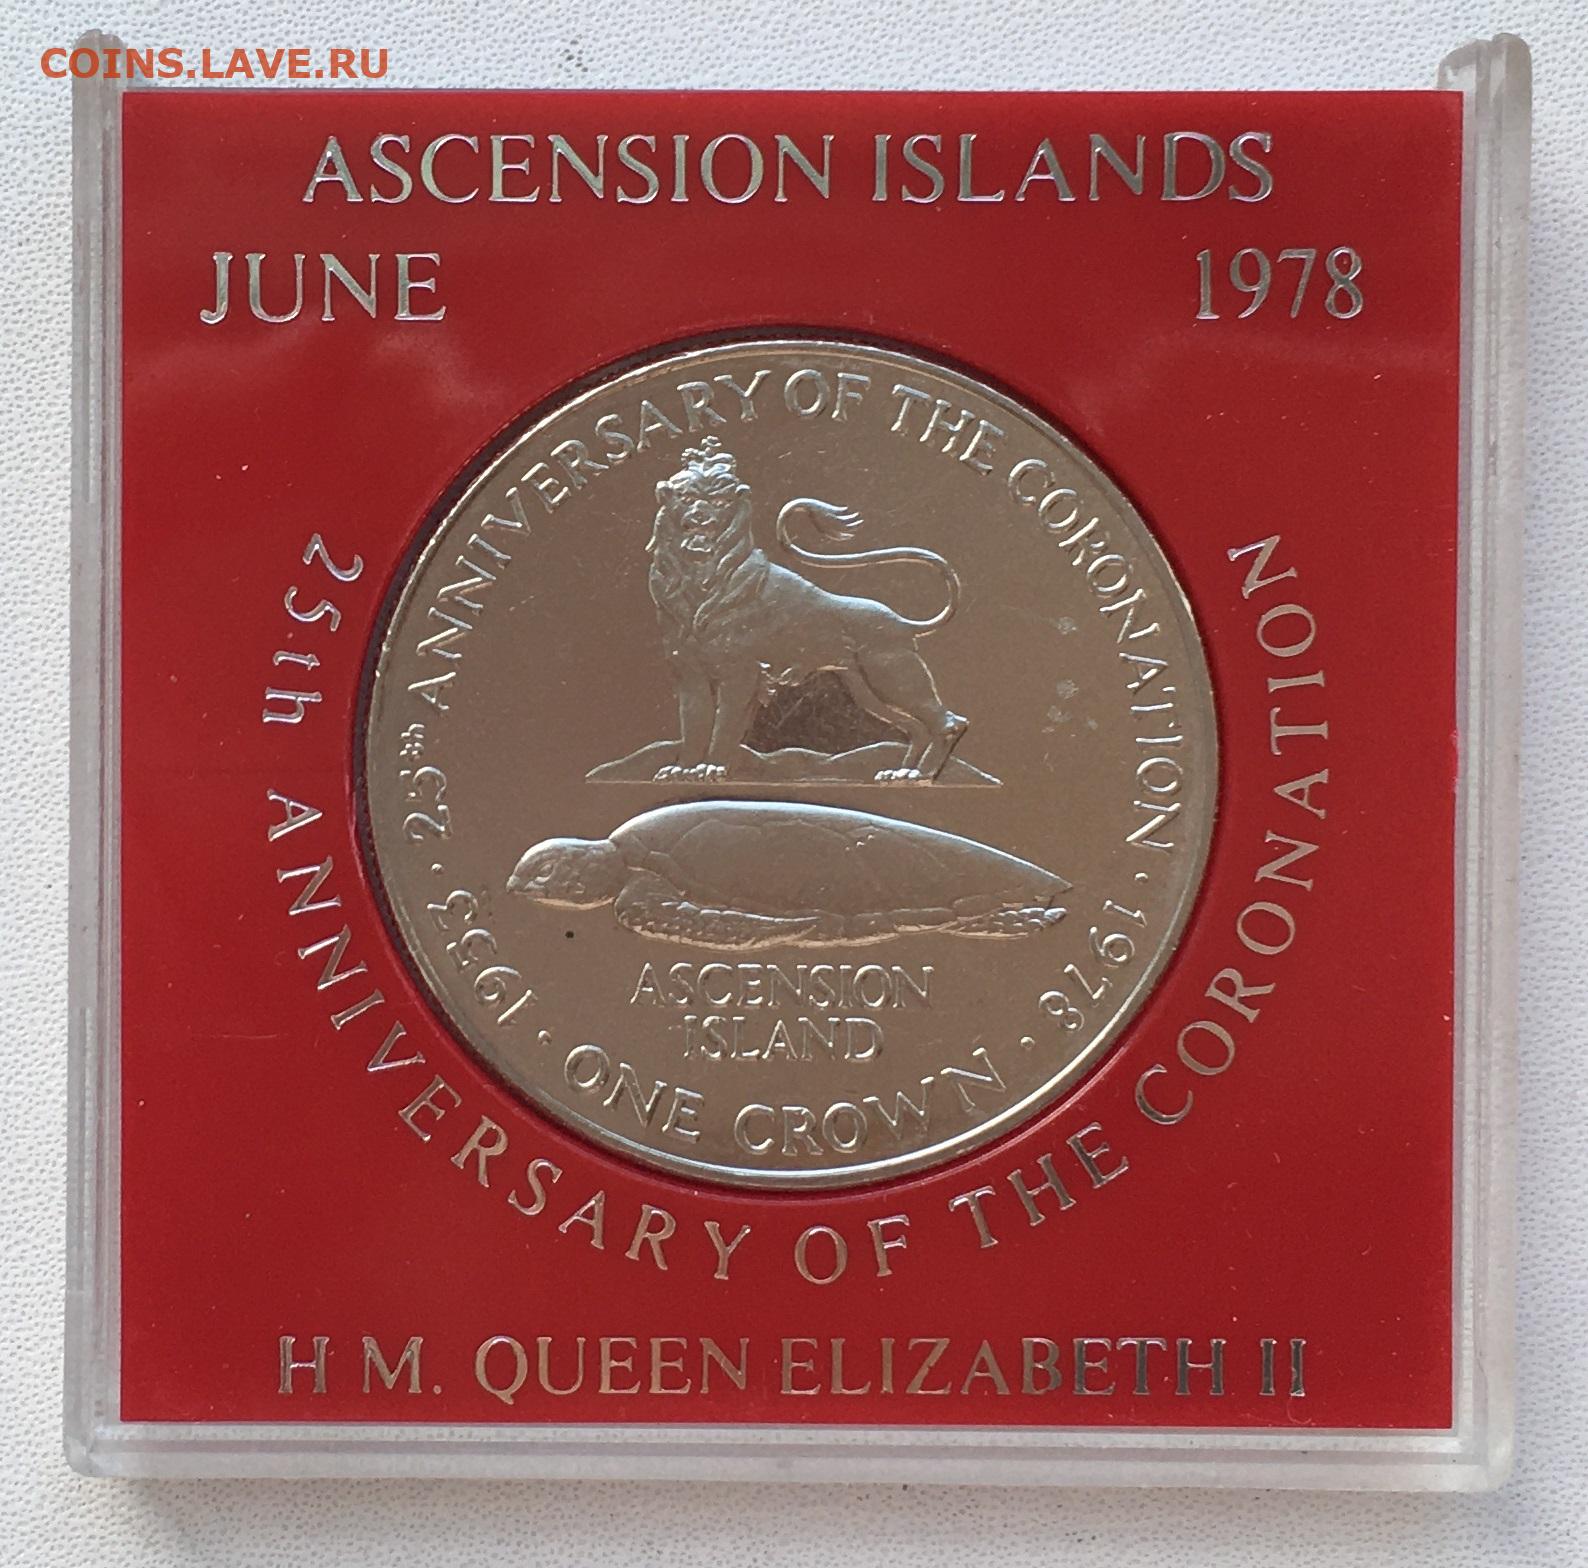 COINS.LAVE.RU
ASCENSION ISLANDS
JUNE 1978
25th ANNIVERSARY OF THE CORONATION
1953 · 25th ANNIVERSARY OF THE CORONATION · 1978
ASCENSION
ISLAND
· ONE CROWN ·
H M. QUEEN ELIZABETH II